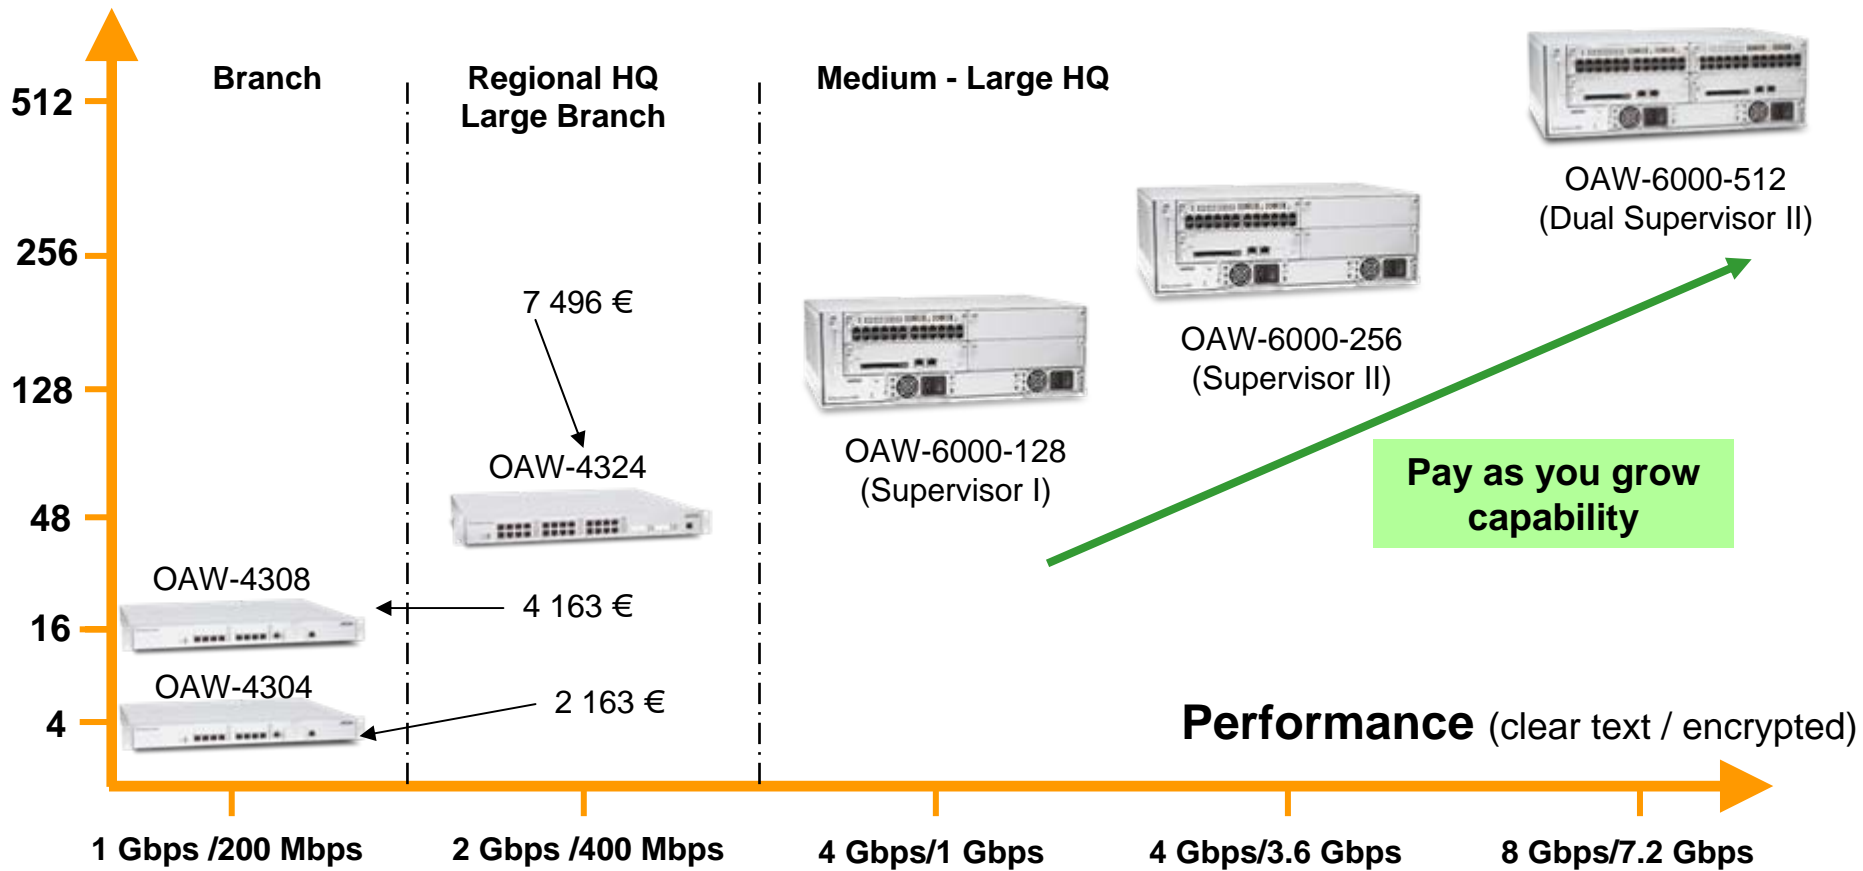 Branch
Regional HQ
Large Branch
Medium - Large HQ
512
256
128
48
16
4
OAW-6000-512
(Dual Supervisor II)
OAW-6000-256
(Supervisor II)
7 496 €
OAW-6000-128
(Supervisor I)
OAW-4324
Pay as you grow
capability
OAW-4308
4 163 €
OAW-4304
2 163 €
Performance (clear text / encrypted)
1 Gbps /200 Mbps
2 Gbps /400 Mbps
4 Gbps/1 Gbps
4 Gbps/3.6 Gbps
8 Gbps/7.2 Gbps